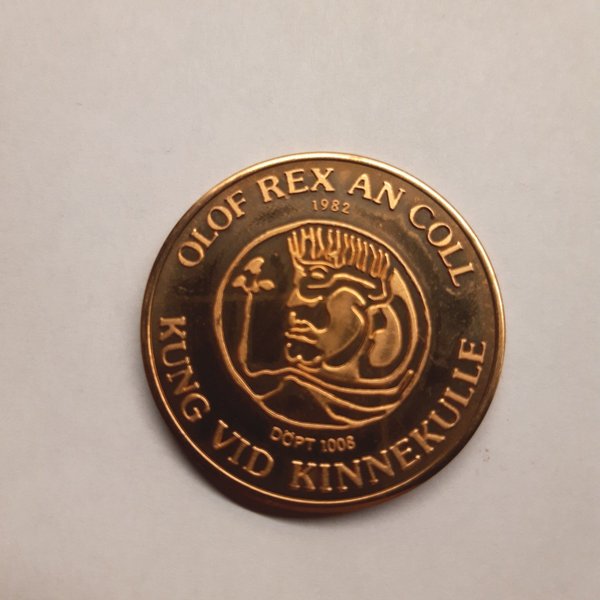 OLOF REX AN COLL
1982
DÖPT 1008
KUNG VID KINNEKULLE